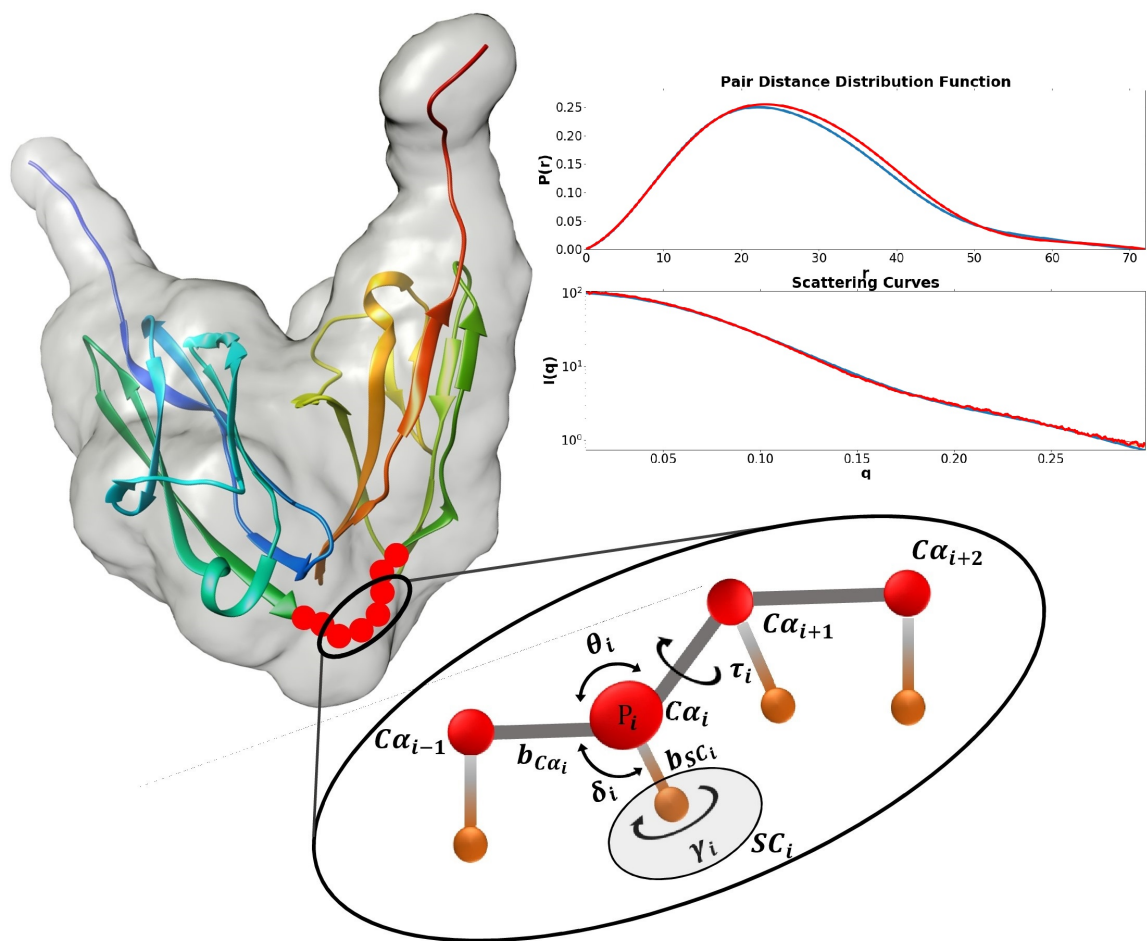 Pair Distance Distribution Function
P(r)
0.25
0.20
0.15
0.10
0.05
0.00
0 10 20 30 40 50 60 70
r
Scattering Curves
I(q)
10²
10¹
10⁰
0.05 0.10 0.15 0.20 0.25
q
Cα_{i+2}
Cα_{i+1}
θ_i
τ_i
P_i
Cα_i
Cα_{i−1}
b_{Cα_i}
b_{SC_i}
δ_i
SC_i
γ_i